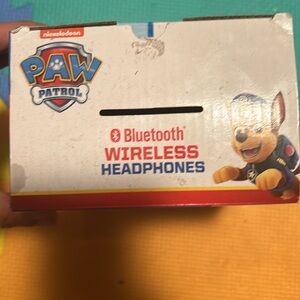 nickelodeon
PAW
PATROL
Bluetooth®
WIRELESS
HEADPHONES